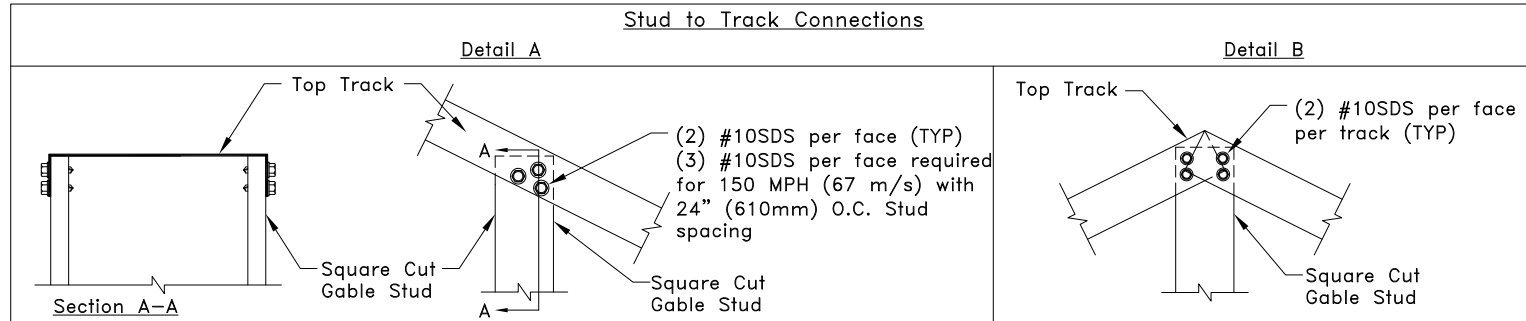 Stud to Track Connections
Detail A
Detail B
Top Track
A
(2) #10SDS per face (TYP)
(3) #10SDS per face required
for 150 MPH (67 m/s) with
24" (610mm) O.C. Stud
spacing
Square Cut
Gable Stud
Section A-A
Square Cut
Gable Stud
A
Top Track
(2) #10SDS per face
per track (TYP)
Square Cut
Gable Stud